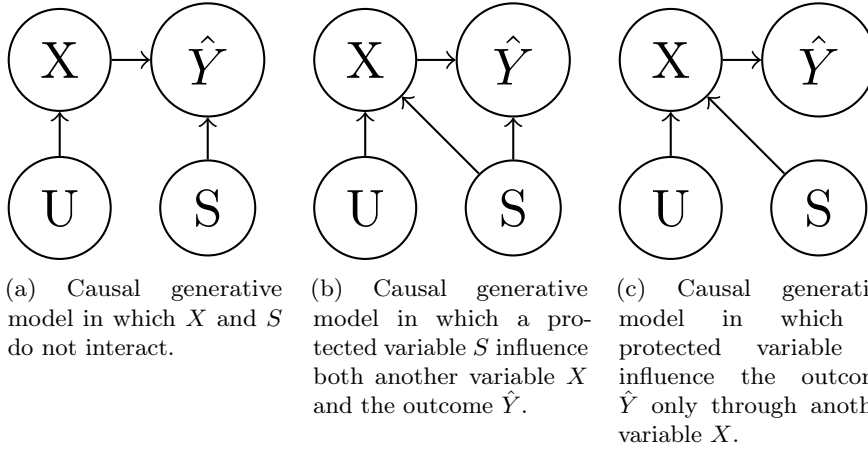 X Ŷ X Ŷ X Ŷ
U S U S U S
(a) Causal generative
model in which X and S
do not interact.
(b) Causal generative
model in which a pro-
tected variable S influence
both another variable X
and the outcome Ŷ.
(c) Causal
model in which
protected variable
influence the
Ŷ only through
variable X.